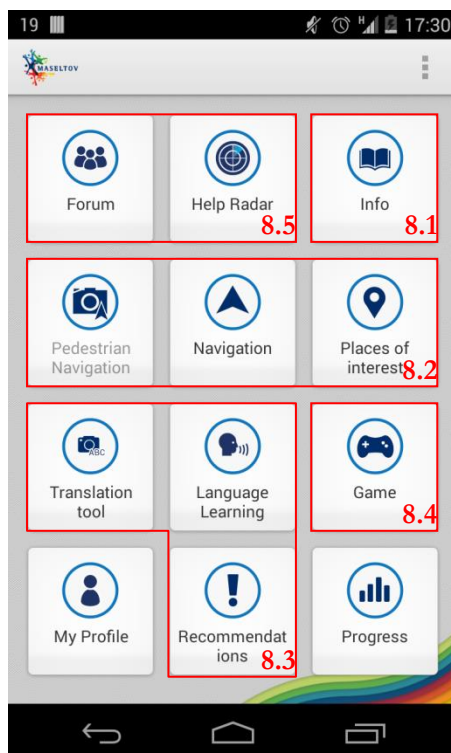 19 H 17:30
MASELTOV
Forum Help Radar Info
8.5 8.1
Pedestrian Navigation Places of
Navigation interest
8.2
ABC
Translation Language Game
tool Learning
8.4
My Profile Recommendat Progress
ions 8.3